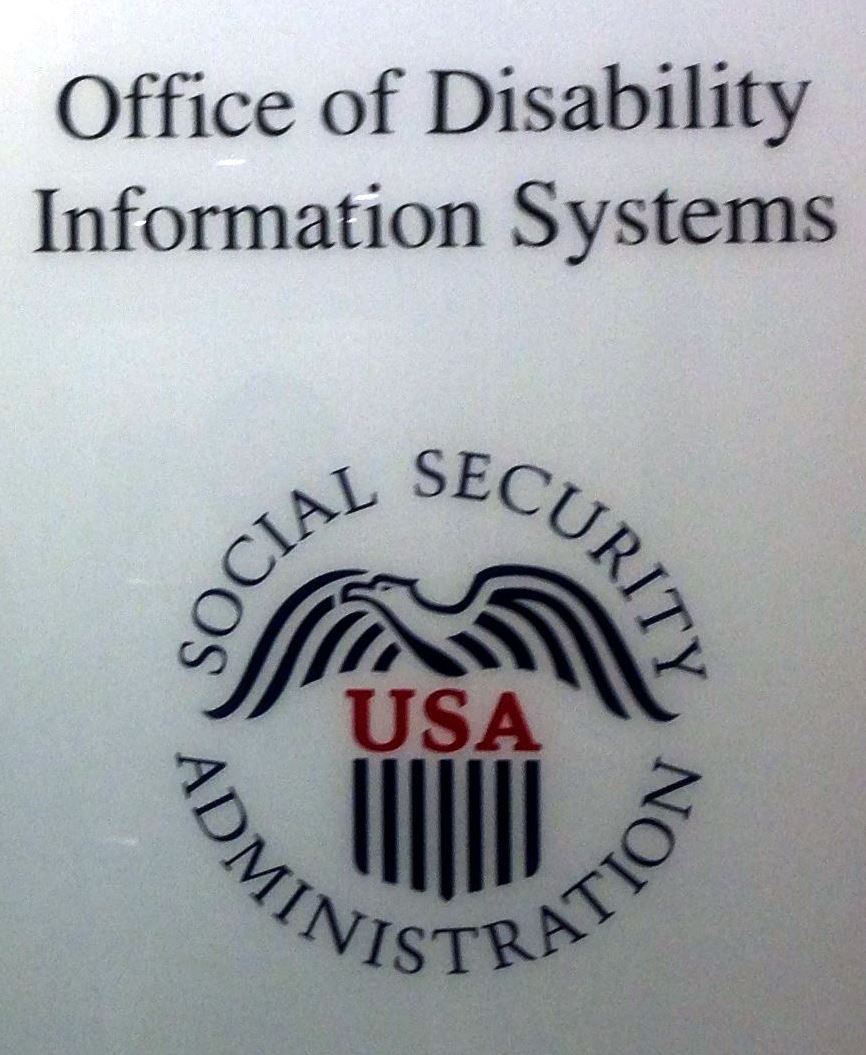 Office of Disability
Information Systems
SOCIAL SECURITY
USA
ADMINISTRATION